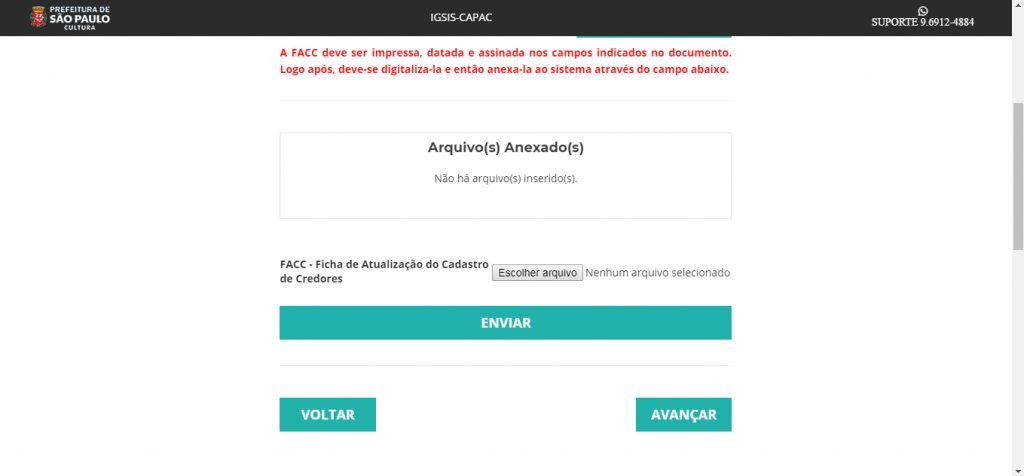 PREFEITURA DE
SÃO PAULO
CULTURA
IGSIS-CAPAC
SUPORTE 9.6912-4884
A FACC deve ser impressa, datada e assinada nos campos indicados no documento.
Logo após, deve-se digitaliza-la e então anexa-la ao sistema através do campo abaixo.
Arquivo(s) Anexado(s)
Não há arquivo(s) inserido(s).
FACC - Ficha de Atualização do Cadastro
de Credores
Escolher arquivo Nenhum arquivo selecionado
ENVIAR
VOLTAR
AVANÇAR